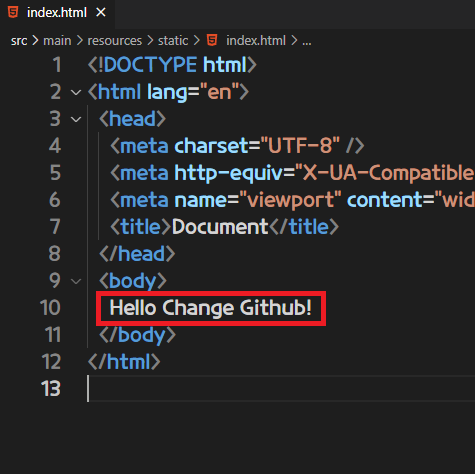 index.html ×
src > main > resources > static > index.html > ...
1 <!DOCTYPE html>
2 <html lang="en">
3 <head>
4 <meta charset="UTF-8" />
5 <meta http-equiv="X-UA-Compatible
6 <meta name="viewport" content="wid
7 <title>Document</title>
8 </head>
9 <body>
10 Hello Change Github!
11 </body>
12 </html>
13